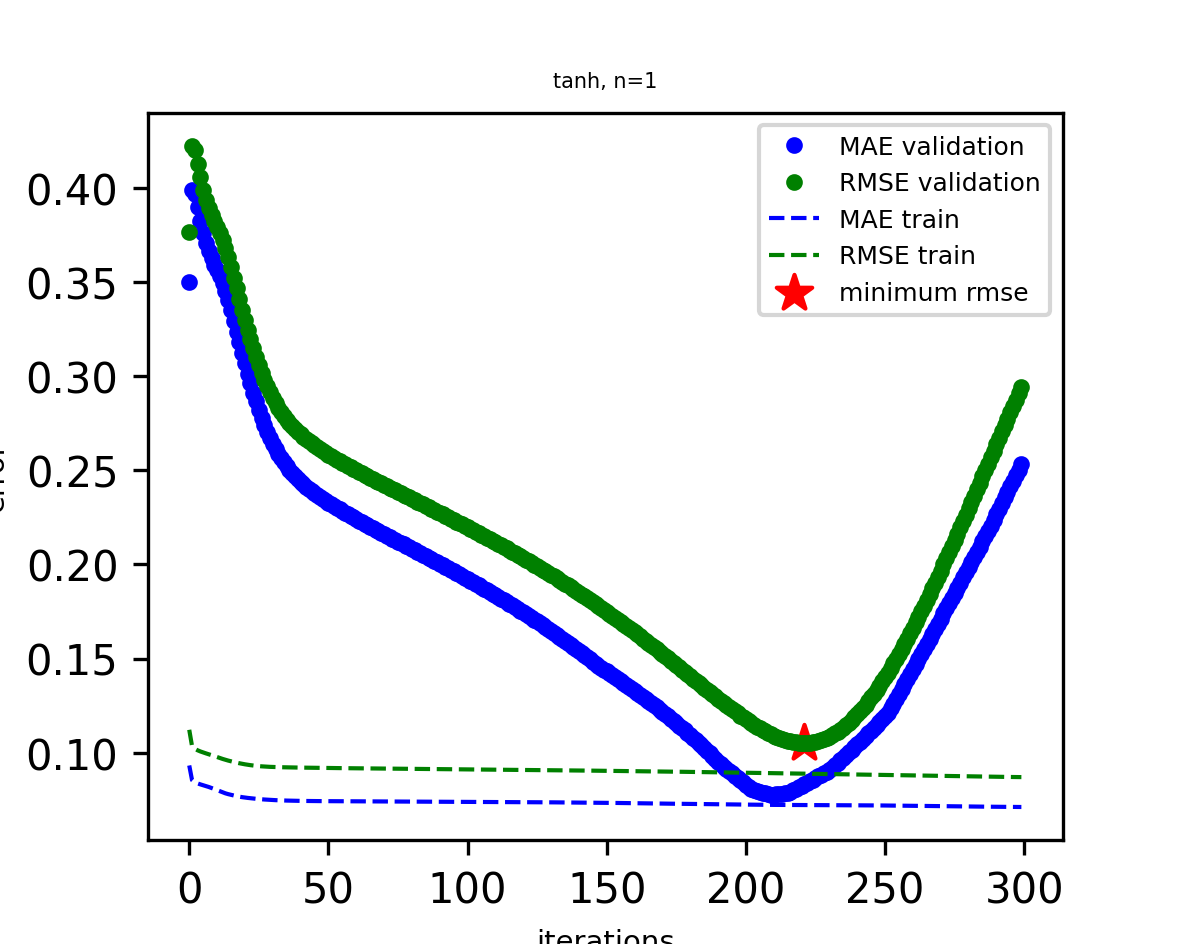 tanh, n=1
MAE validation
RMSE validation
MAE train
RMSE train
minimum rmse
0.40
0.35
0.30
0.25
0.20
0.15
0.10
0 50 100 150 200 250 300
iterations